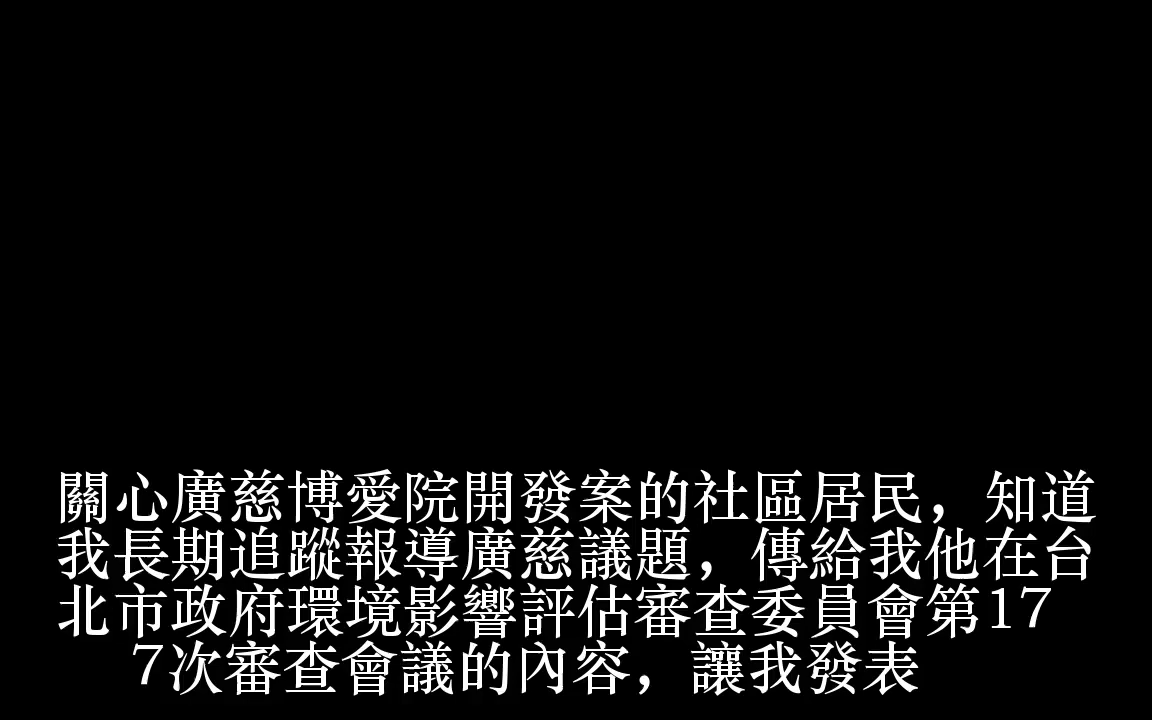 關心廣慈博愛院開發案的社區居民，知道
我長期追蹤報導廣慈議題，傳給我他在台
北市政府環境影響評估審查委員會第17
7次審查會議的內容，讓我發表